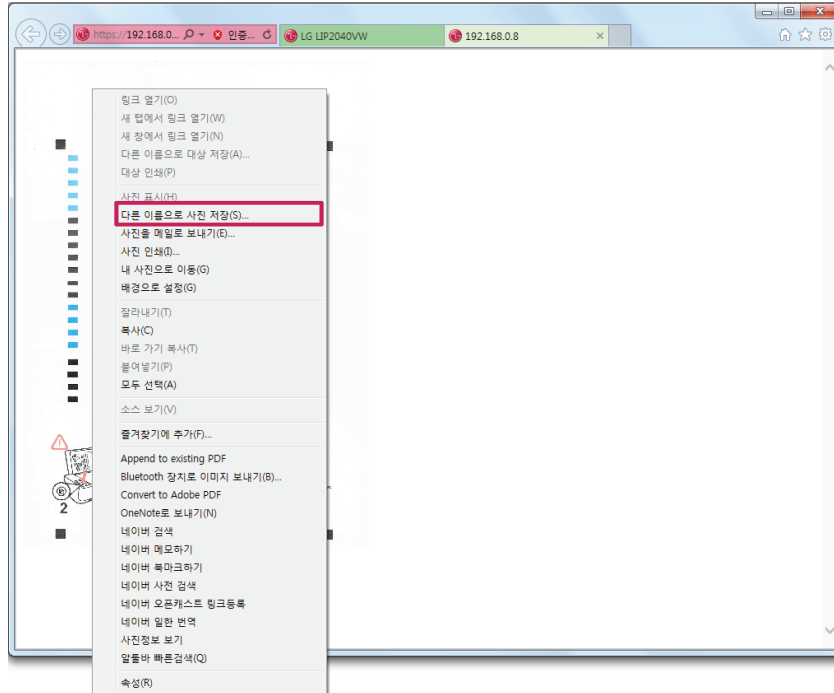 https://192.168.0... 인증... LG LIP2040VW 192.168.0.8
링크 열기(O)
새 탭에서 링크 열기(W)
새 창에서 링크 열기(N)
다른 이름으로 대상 저장(A)...
대상 인쇄(P)
사진 표시(H)
다른 이름으로 사진 저장(S)...
사진을 메일로 보내기(E)...
사진 인쇄(I)...
내 사진으로 이동(G)
배경으로 설정(G)
잘라내기(T)
복사(C)
바로 가기 복사(T)
붙여넣기(P)
모두 선택(A)
소스 보기(V)
즐겨찾기에 추가(F)...
Append to existing PDF
Bluetooth 장치로 이미지 보내기(B)...
Convert to Adobe PDF
OneNote로 보내기(N)
2
네이버 검색
네이버 메모하기
네이버 북마크하기
네이버 사전 검색
네이버 오픈캐스트 링크등록
네이버 일한 번역
사진정보 보기
알툴바 빠른검색(Q)
속성(R)